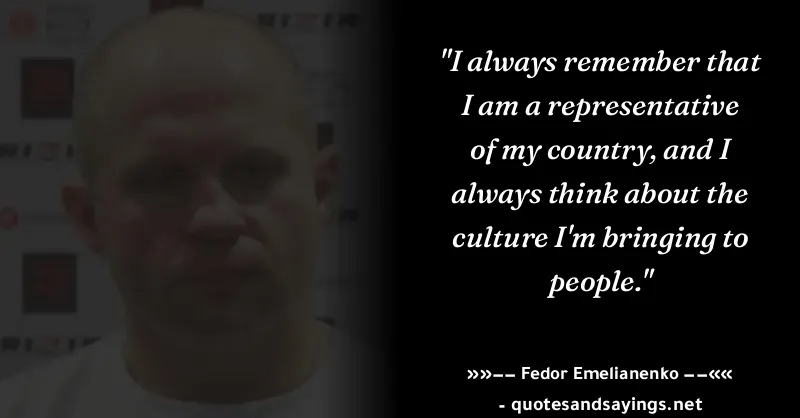 "I always remember that
I am a representative
of my country, and I
always think about the
culture I'm bringing to
people."
»»–– Fedor Emelianenko ––««
- quotesandsayings.net